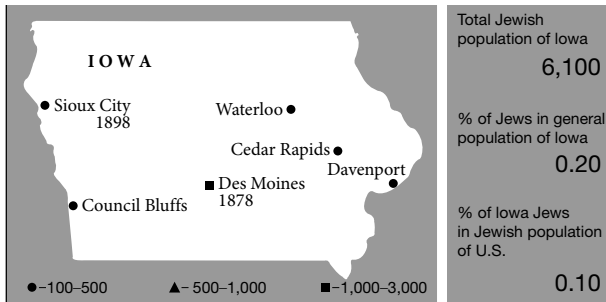 IOWA
Sioux City
1898
Waterloo
Cedar Rapids
Davenport
Des Moines
1878
Council Bluffs
–100–500
– 500–1,000
–1,000–3,000
Total Jewish
population of Iowa
6,100
% of Jews in general
population of Iowa
0.20
% of Iowa Jews
in Jewish population
of U.S.
0.10